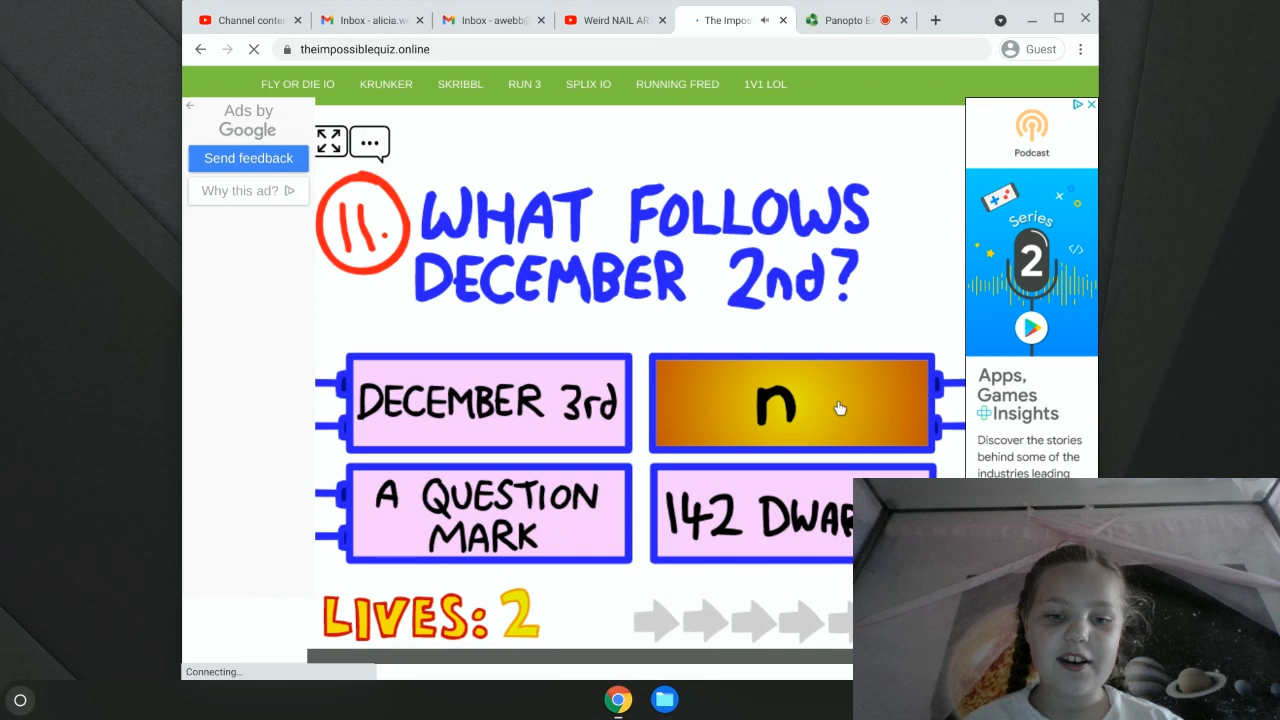 Channel conten
Inbox - alicia.w
Inbox - awebb@
Weird NAIL AR
The Impos
Panopto E
theimpossiblequiz.online
Guest
FLY OR DIE IO
KRUNKER
SKRIBBL
RUN 3
SPLIX IO
RUNNING FRED
1V1 LOL
Ads by
Google
Send feedback
Why this ad?
11.
WHAT FOLLOWS
DECEMBER 2nd?
DECEMBER 3rd
n
A QUESTION
MARK
142 DWAR
LIVES: 2
Podcast
Series
2
Apps,
Games
Insights
Discover the stories
behind some of the
industries leading
Connecting...